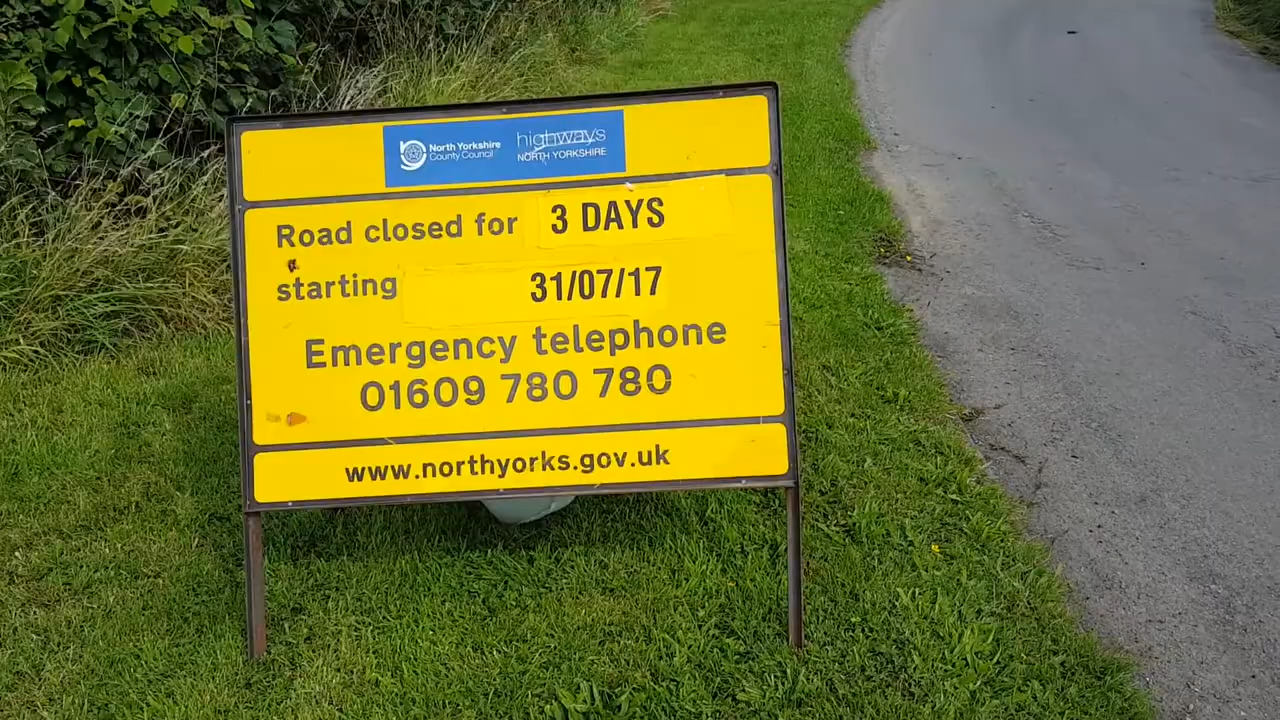 North Yorkshire
County Council
highways
NORTH YORKSHIRE
Road closed for 3 DAYS
starting 31/07/17
Emergency telephone
01609 780 780
www.northyorks.gov.uk